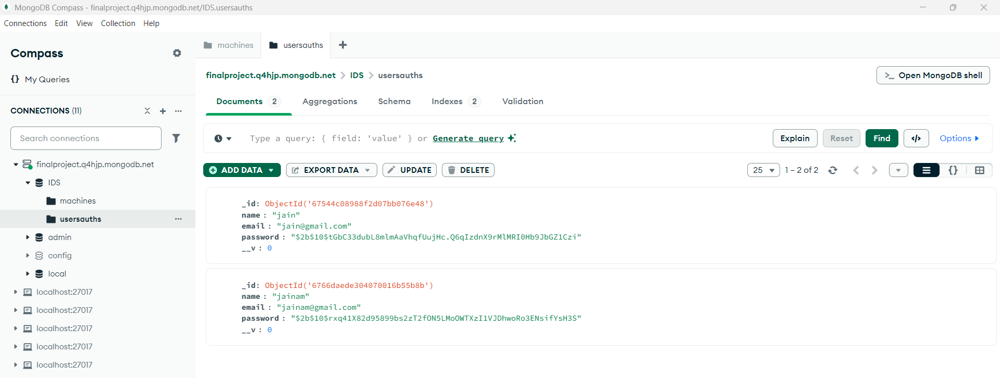 MongoDB Compass - finalproject.q4hjp.mongodb.net/IDS.usersauths
Connections Edit View Collection Help
Compass
{} My Queries
CONNECTIONS (11)
Search connections
finalproject.q4hjp.mongodb.net
IDS
machines
usersauths
admin
config
local
localhost:27017
localhost:27017
localhost:27017
localhost:27017
localhost:27017
machines usersauths
finalproject.q4hjp.mongodb.net > IDS > usersauths
>_ Open MongoDB shell
Documents 2 Aggregations Schema Indexes 2 Validation
Type a query: { field: 'value' } or Generate query
Explain Reset Find </> Options
ADD DATA EXPORT DATA UPDATE DELETE
25 1 – 2 of 2 {}
_id: ObjectId('67544c08988f2d07bb076e48')
name : "jain"
email : "jain@gmail.com"
password : "$2b$10$tGbC33dubL8mlmAaVhqfUujHc.Q6qIzdnX9rMlMRI0Hb9JbGZ1Czi"
__v : 0
_id: ObjectId('6766daede304070016b55b8b')
name : "jainam"
email : "jainam@gmail.com"
password : "$2b$10$rxq41X82d95899bs2zT2fON5LMoOWTXzI1VJDhwoRo3ENsifYsH3S"
__v : 0